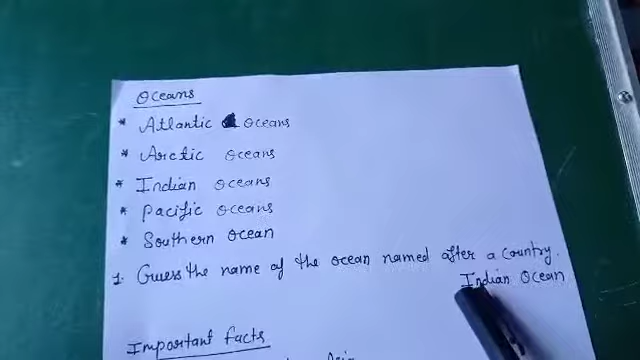 Oceans
* Atlantic oceans
* Arctic oceans
* Indian oceans
* Pacific oceans
* Southern ocean
1. Guess the name of the ocean named after a country.
Indian Ocean
Important facts